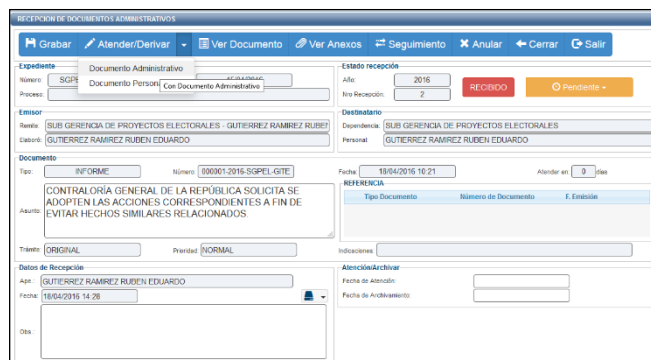 RECEPCION DE DOCUMENTOS ADMINISTRATIVOS
Grabar Atender/Derivar Ver Documento Ver Anexos Seguimiento Anular Cerrar Salir
Documento Administrativo
Documento Person
Con Documento Administrativo
Expediente
Número: SGPE
Proceso:
Estado recepción
Año: 2016
Nro Recepción: 2
RECIBIDO
Pendiente
Emisor
Remite: SUB GERENCIA DE PROYECTOS ELECTORALES - GUTIERREZ RAMIREZ RUBEN
Elaboró: GUTIERREZ RAMIREZ RUBEN EDUARDO
Destinatario
Dependencia: SUB GERENCIA DE PROYECTOS ELECTORALES
Personal: GUTIERREZ RAMIREZ RUBEN EDUARDO
Documento
Tipo: INFORME Número: 000001-2016-SGPEL-GITE Fecha: 18/04/2016 10:21 Atender en: 0 días
Asunto: CONTRALORÍA GENERAL DE LA REPÚBLICA SOLICITA SE
ADOPTEN LAS ACCIONES CORRESPONDIENTES A FIN DE
EVITAR HECHOS SIMILARES RELACIONADOS.
REFERENCIA
Tipo Documento Número de Documento F. Emisión
Trámite: ORIGINAL Prioridad: NORMAL Indicaciones:
Datos de Recepción
Ape.: GUTIERREZ RAMIREZ RUBEN EDUARDO
Fecha: 18/04/2016 14:28
Obs.:
Atención/Archivar
Fecha de Atención:
Fecha de Archivamiento: